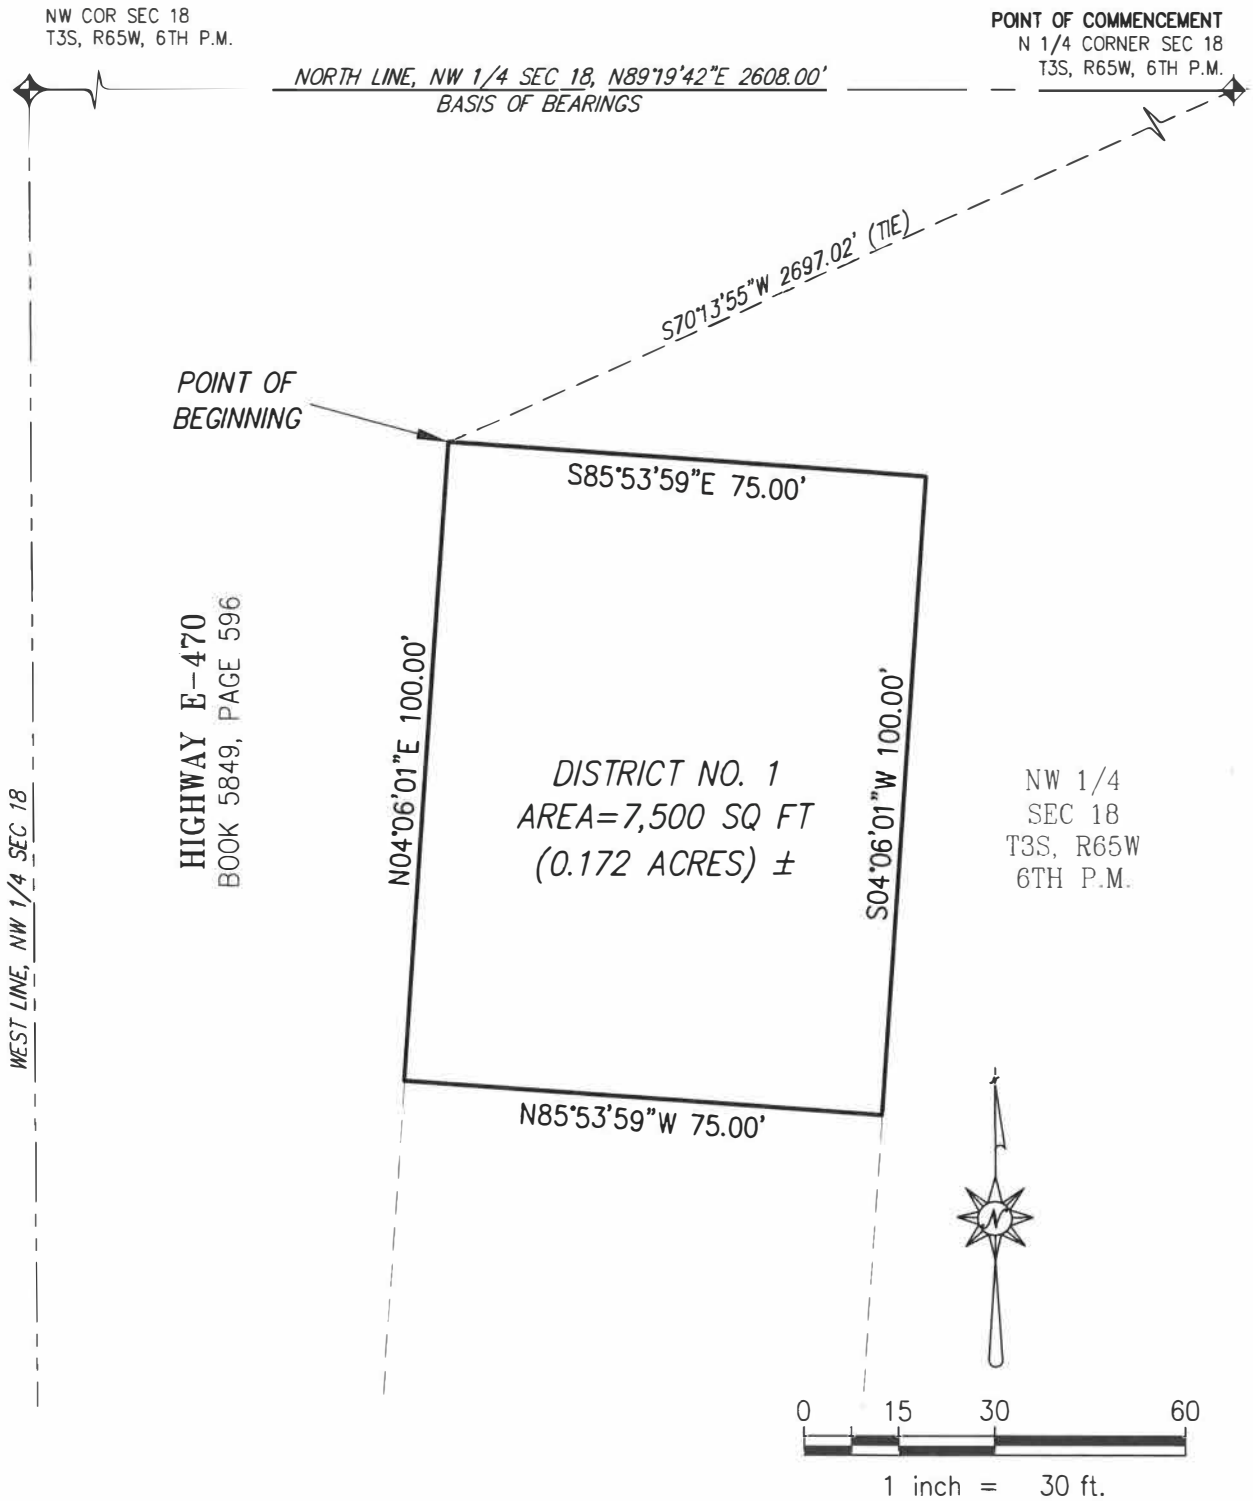 NW COR SEC 18
T3S, R65W, 6TH P.M.
POINT OF COMMENCEMENT
N 1/4 CORNER SEC 18
T3S, R65W, 6TH P.M.
NORTH LINE, NW 1/4 SEC 18, N89°19'42"E 2608.00'
BASIS OF BEARINGS
S70°13'55"W 2697.02' (TIE)
POINT OF
BEGINNING
S85°53'59"E 75.00'
HIGHWAY E-470
BOOK 5849, PAGE 596
N04°06'01"E 100.00'
S04°06'01"W 100.00'
DISTRICT NO. 1
AREA=7,500 SQ FT
(0.172 ACRES) ±
NW 1/4
SEC 18
T3S, R65W
6TH P.M.
WEST LINE, NW 1/4 SEC 18
N85°53'59"W 75.00'
N
0 15 30 60
1 inch = 30 ft.